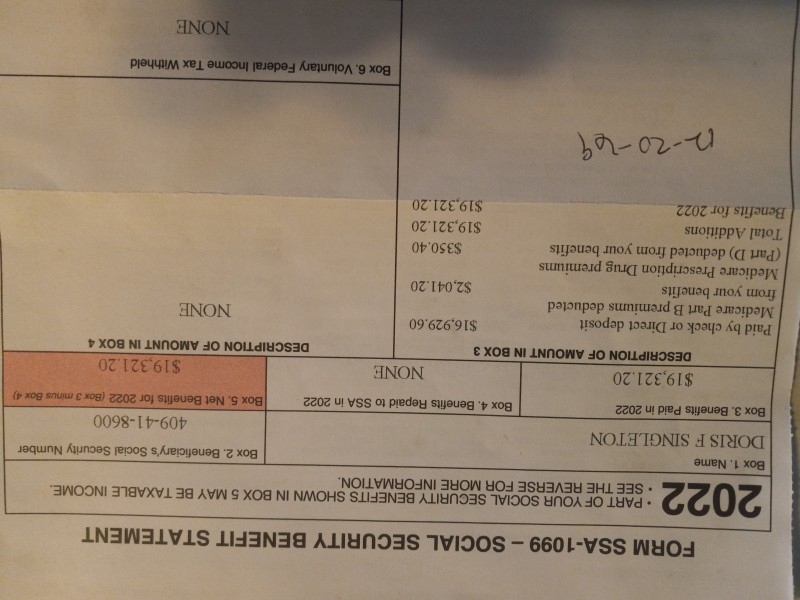 FORM SSA-1099 – SOCIAL SECURITY BENEFIT STATEMENT
2022
• PART OF YOUR SOCIAL SECURITY BENEFITS SHOWN IN BOX 5 MAY BE TAXABLE INCOME.
• SEE THE REVERSE FOR MORE INFORMATION.
Box 1. Name
DORIS F SINGLETON
Box 2. Beneficiary's Social Security Number
409-41-8600
Box 3. Benefits Paid in 2022
$19,321.20
Box 4. Benefits Repaid to SSA in 2022
NONE
Box 5. Net Benefits for 2022 (Box 3 minus Box 4)
$19,321.20
DESCRIPTION OF AMOUNT IN BOX 3
Paid by check or Direct deposit $16,929.60
Medicare Part B premiums deducted
from your benefits $2,041.20
Medicare Prescription Drug premiums
(Part D) deducted from your benefits $350.40
Total Additions $19,321.20
Benefits for 2022 $19,321.20
12-20-69
DESCRIPTION OF AMOUNT IN BOX 4
NONE
Box 6. Voluntary Federal Income Tax Withheld
NONE